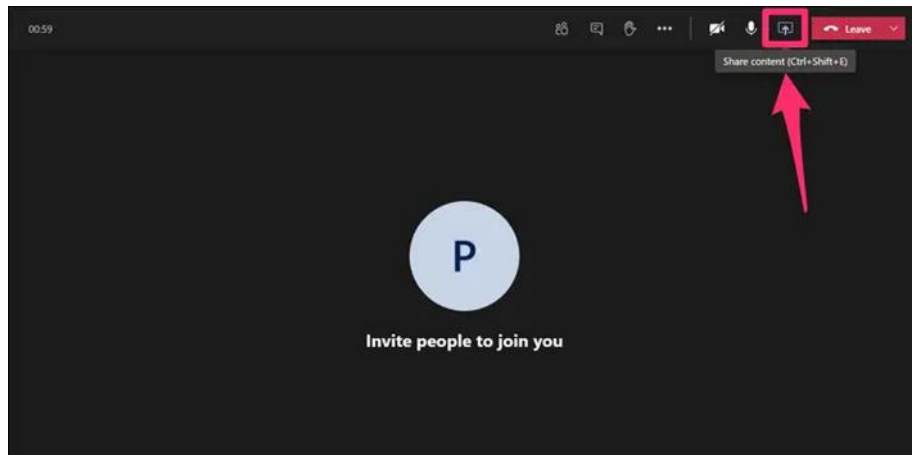 00:59
Leave
Share content (Ctrl+Shift+E)
P
Invite people to join you